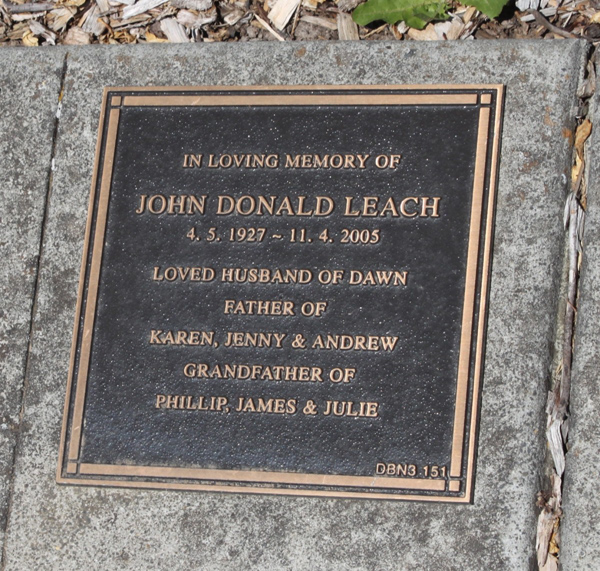 IN LOVING MEMORY OF
JOHN DONALD LEACH
4. 5. 1927 ~ 11. 4. 2005
LOVED HUSBAND OF DAWN
FATHER OF
KAREN, JENNY & ANDREW
GRANDFATHER OF
PHILLIP, JAMES & JULIE
DBN3 151